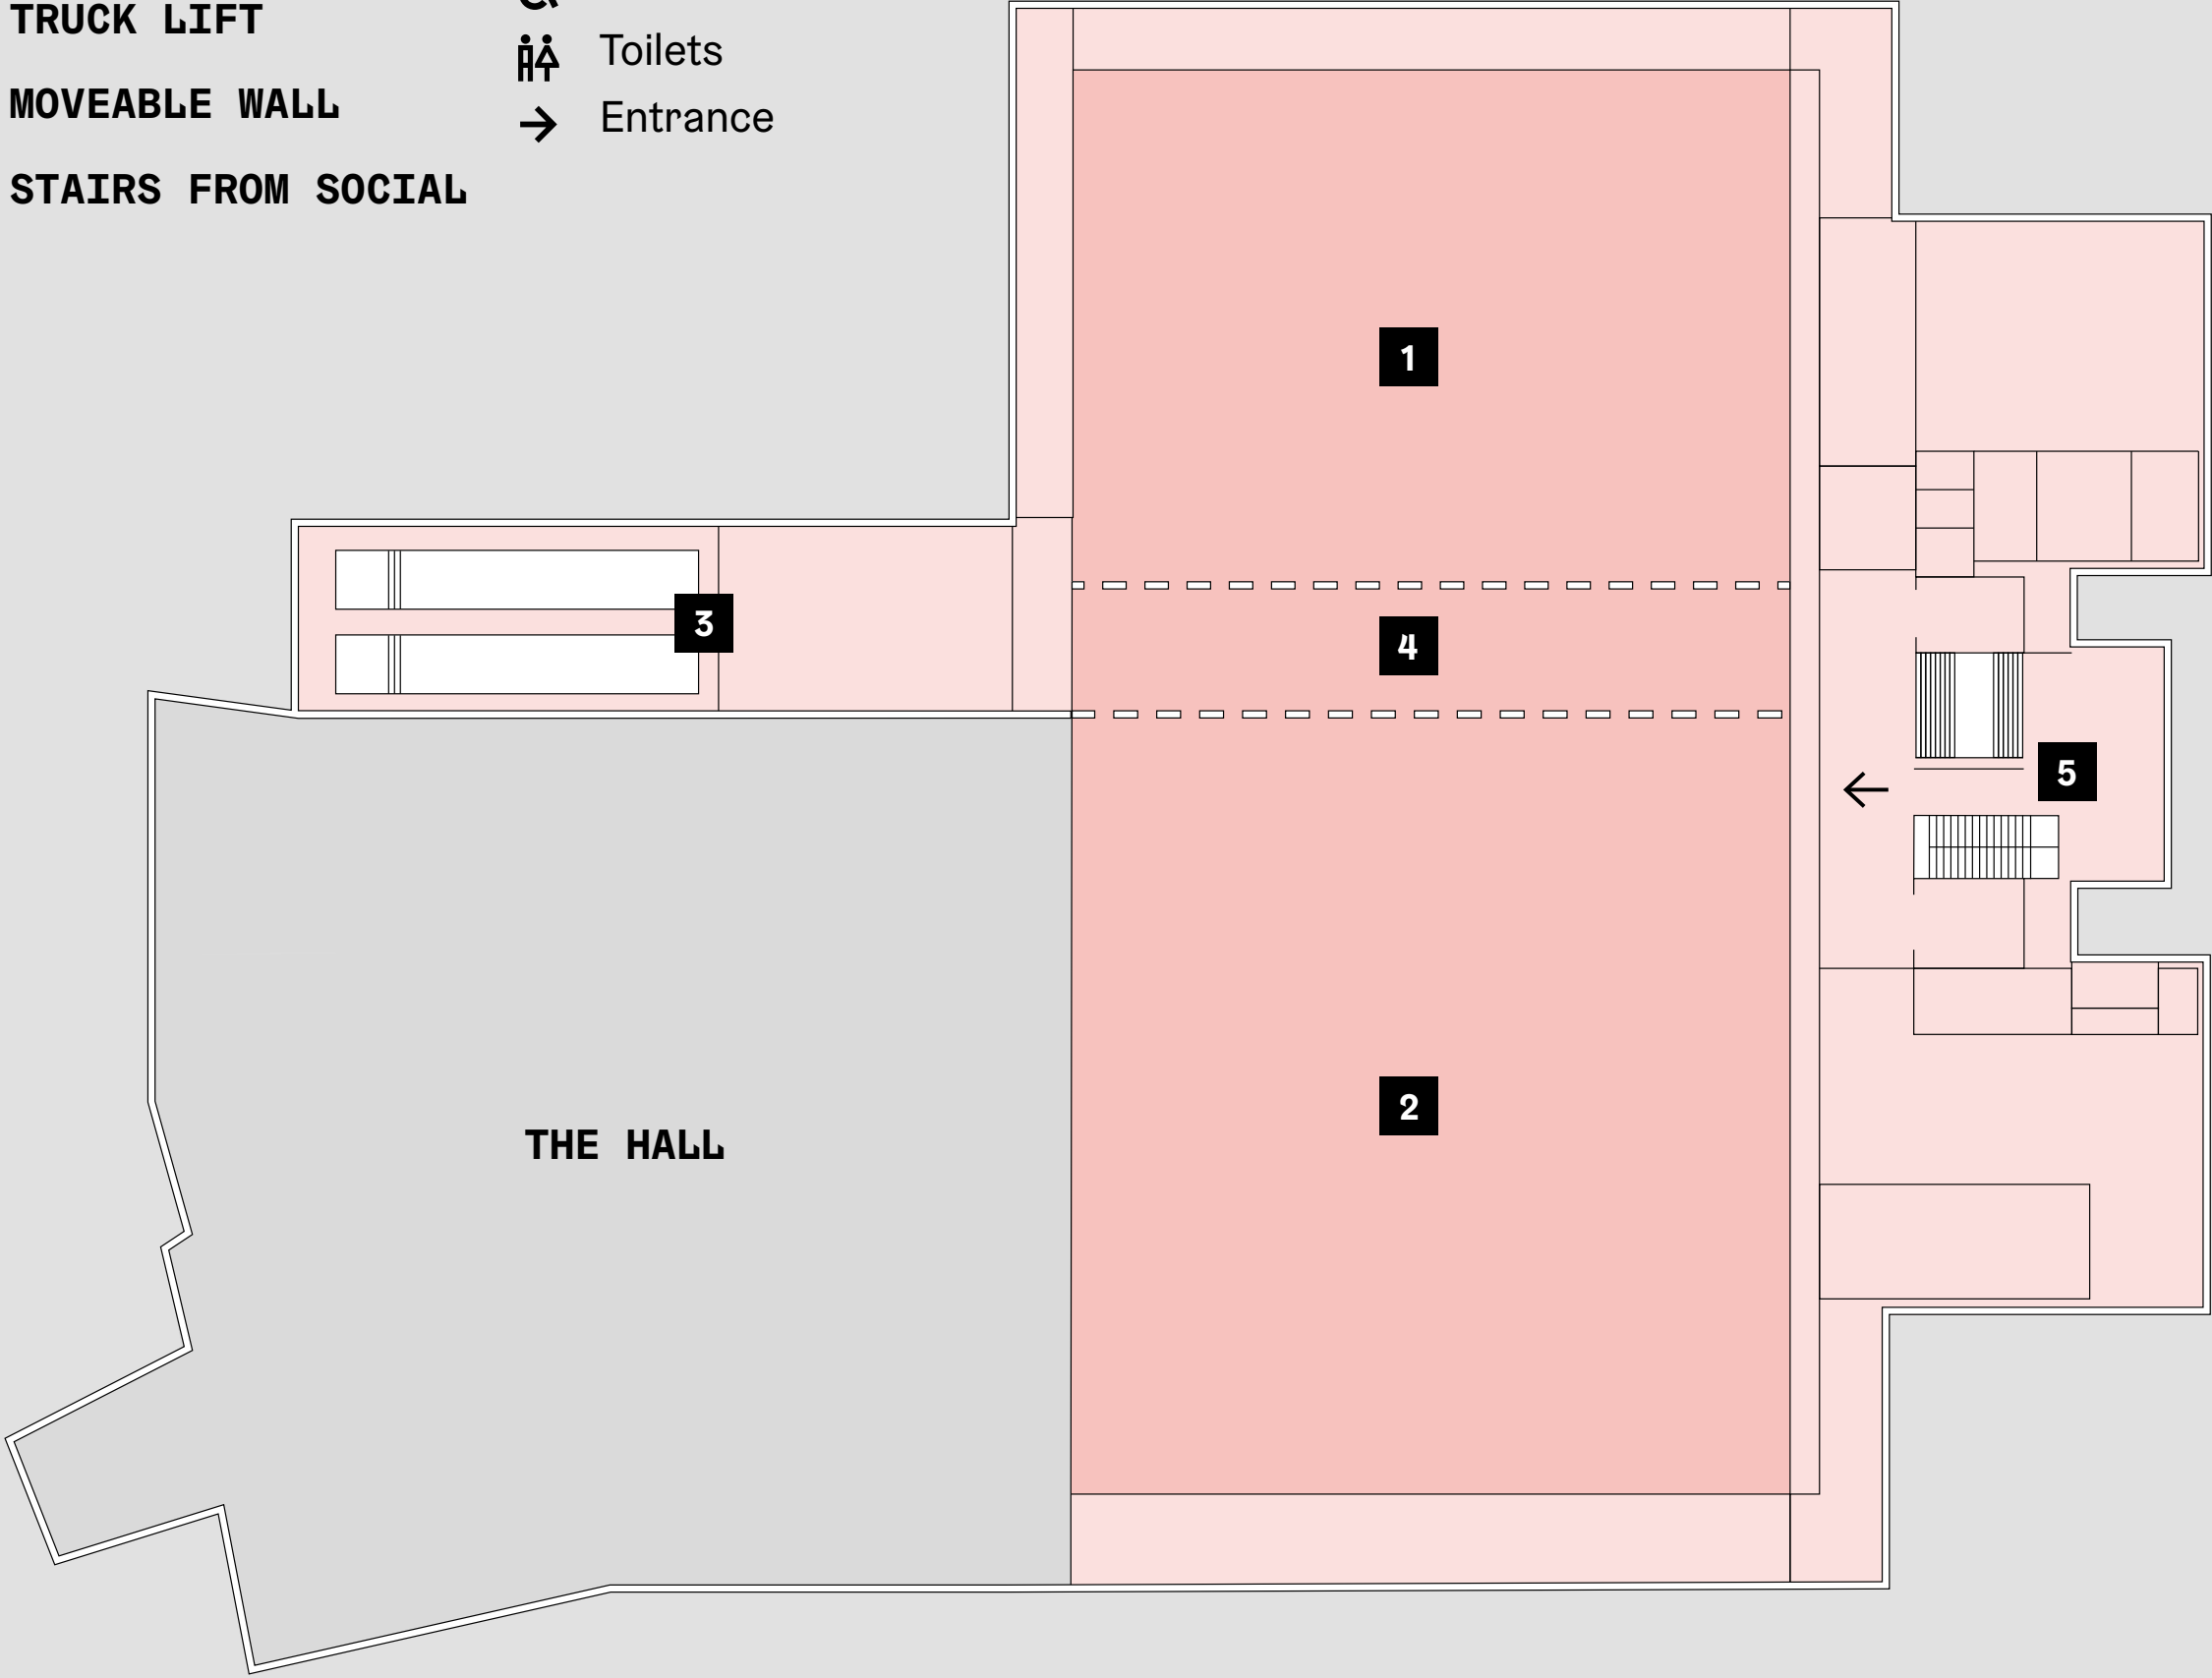 TRUCK LIFT
MOVEABLE WALL
STAIRS FROM SOCIAL
Toilets
Entrance
1
3
4
5
2
THE HALL